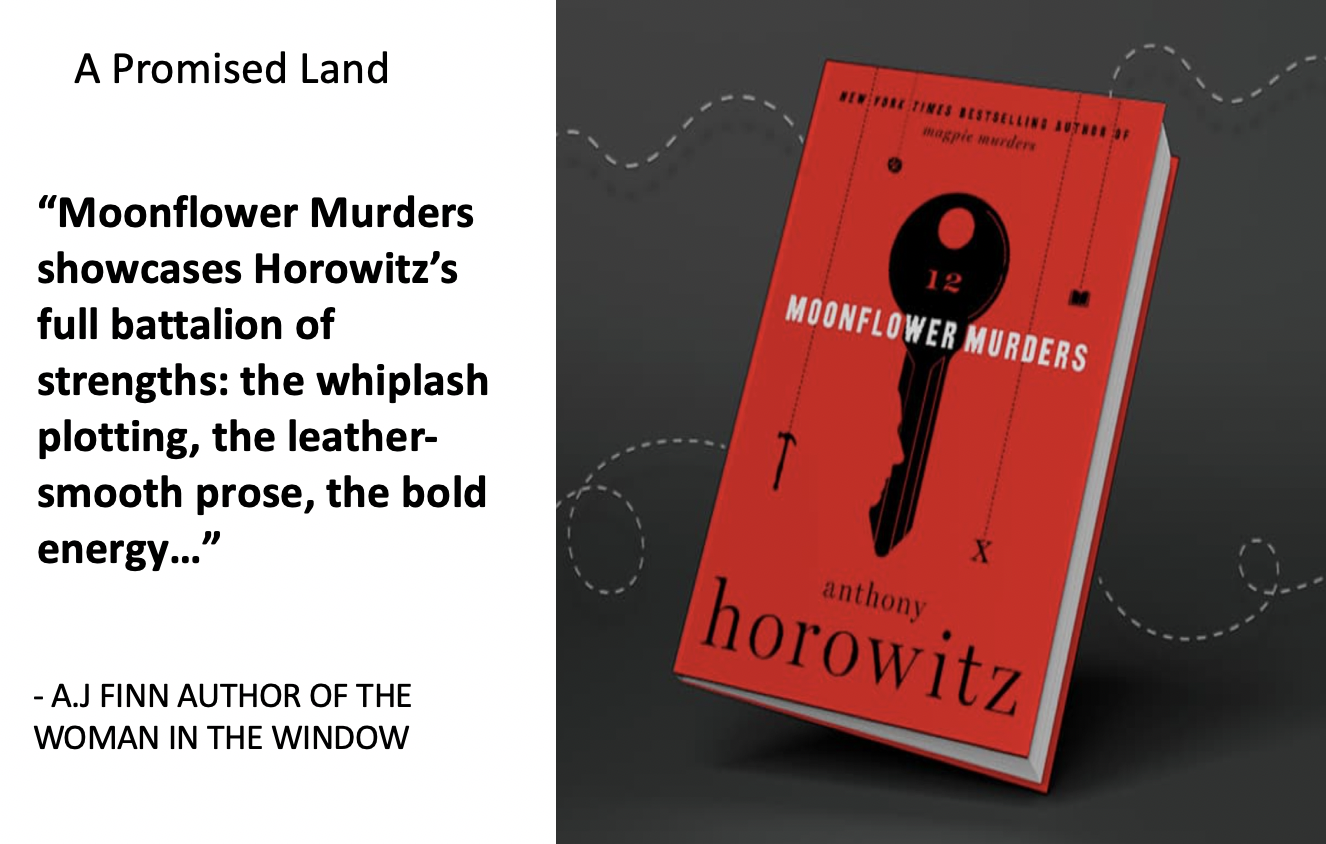 A Promised Land
“Moonflower Murders
showcases Horowitz’s
full battalion of
strengths: the whiplash
plotting, the leather-
smooth prose, the bold
energy…”
- A.J FINN AUTHOR OF THE
WOMAN IN THE WINDOW
NEW YORK TIMES BESTSELLING AUTHOR OF
magpie murders
12
MOONFLOWER MURDERS
X
anthony
horowitz